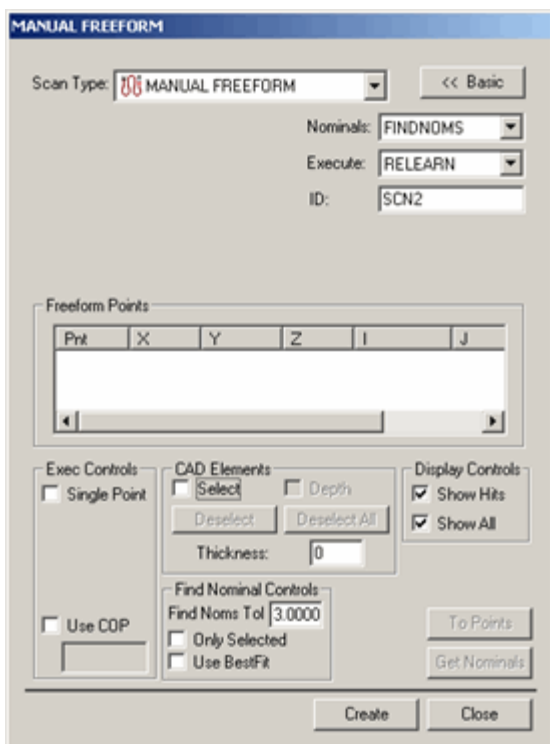 MANUAL FREEFORM
Scan Type: MANUAL FREEFORM << Basic
Nominals: FINDNOMS
Execute: RELEARN
ID: SCN2
Freeform Points
Pnt X Y Z I J
Exec Controls
Single Point
Use COP
CAD Elements
Select Depth
Deselect Deselect All
Thickness: 0
Find Nominal Controls
Find Noms Tol 3.0000
Only Selected
Use BestFit
Display Controls
Show Hits
Show All
To Points
Get Nominals
Create Close